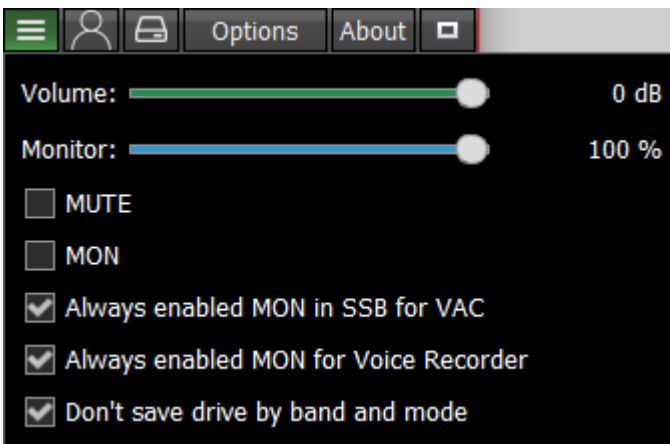 Options About
Volume: 0 dB
Monitor: 100 %
MUTE
MON
Always enabled MON in SSB for VAC
Always enabled MON for Voice Recorder
Don't save drive by band and mode